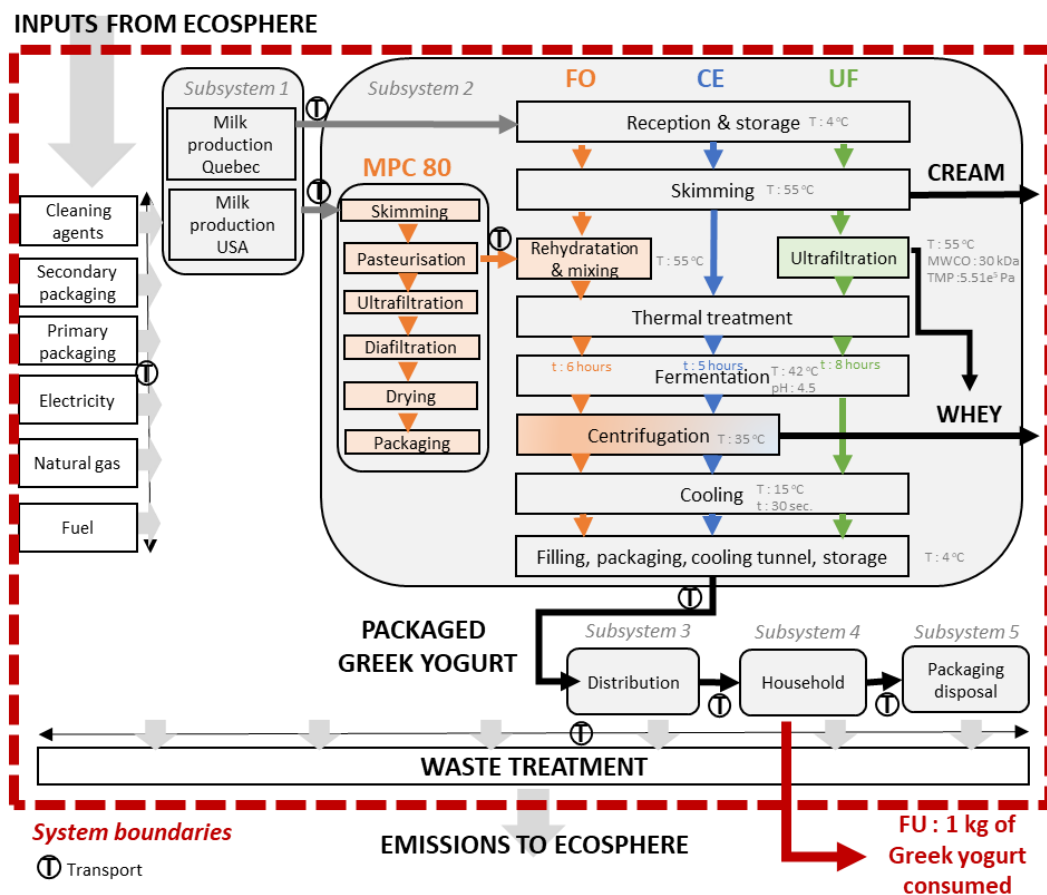 INPUTS FROM ECOSPHERE
Subsystem 1
Milk
production
Quebec
Milk
production
USA
T
T
Subsystem 2
FO
CE
UF
Reception & storage
T : 4 °C
Skimming
T : 55 °C
CREAM
MPC 80
Skimming
Pasteurisation
Ultrafiltration
Diafiltration
Drying
Packaging
T
Rehydratation
& mixing
T : 55 °C
Ultrafiltration
T : 55 °C
MWCO : 30 kDa
TMP : 5.51e⁵ Pa
Thermal treatment
t : 6 hours
t : 5 hours
t : 8 hours
Fermentation
T : 42 °C
pH : 4.5
WHEY
Centrifugation
T : 35 °C
Cooling
T : 15 °C
t : 30 sec.
Filling, packaging, cooling tunnel, storage
T : 4 °C
Cleaning
agents
Secondary
packaging
Primary
packaging
T
Electricity
Natural gas
Fuel
T
PACKAGED
GREEK YOGURT
Subsystem 3
Distribution
T
Subsystem 4
Household
T
Subsystem 5
Packaging
disposal
T
WASTE TREATMENT
System boundaries
T Transport
EMISSIONS TO ECOSPHERE
FU : 1 kg of
Greek yogurt
consumed